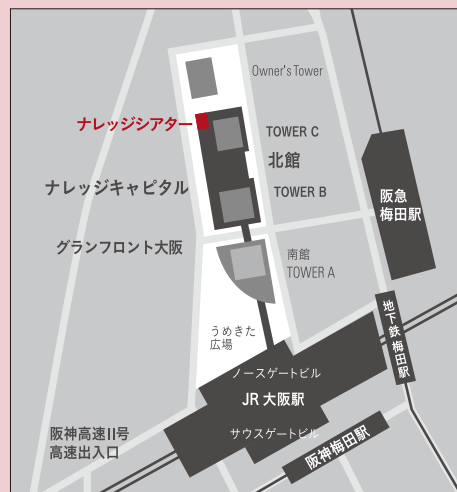 Owner's Tower
ナレッジシアター
TOWER C
北館
ナレッジキャピタル
TOWER B
阪急
梅田駅
グランフロント大阪
南館
TOWER A
うめきた
広場
地下鉄 梅田駅
ノースゲートビル
JR 大阪駅
サウスゲートビル
阪神高速11号
高速出入口
阪神梅田駅